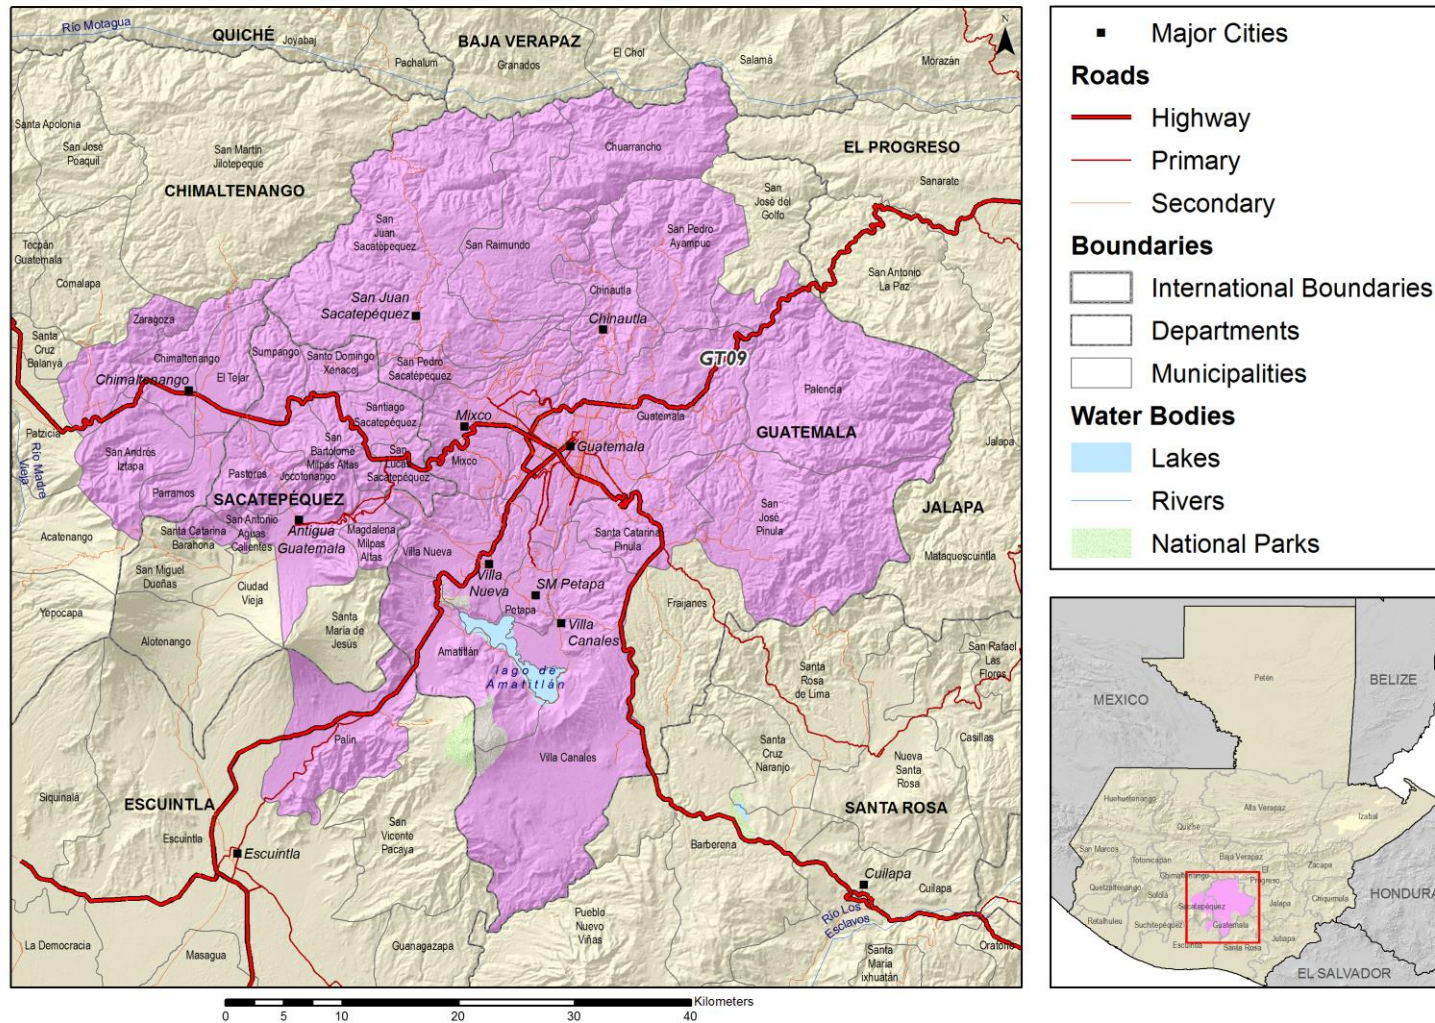 Río Motagua
QUICHÉ
Joyabaj
Pachalum
BAJA VERAPAZ
Granados
El Chol
Salamá
N
Morazán
Santa Apolonia
San José
Poaquil
San Martín
Jilotepeque
CHIMALTENANGO
Chuarrancho
EL PROGRESO
Sanarate
San
José del
Golfo
San
Juan
Sacatepéquez
San Raimundo
San Pedro
Ayampuc
Tecpán
Guatemala
Comalapa
San Antonio
La Paz
Chinautla
San Juan
Sacatepéquez
Chinautla
Zaragoza
Santa
Cruz
Balanyá
Chimaltenango
Sumpango
Santo Domingo
Xenacoj
San Pedro
Sacatepéquez
GT09
Chimaltenango
El Tejar
Palencia
Santiago
Sacatepéquez
Mixco
Guatemala
Patzicía
Río Madre
Vieja
San Andrés
Iztapa
San
Bartolomé
Milpas Altas
Pastores
Jocotenango
San
Lucas
Sacatepéquez
Mixco
Guatemala
GUATEMALA
Jalapa
Parramos
SACATEPÉQUEZ
San
José
Pinula
JALAPA
Acatenango
Santa Catarina
Barahona
San Antonio
Aguas
Calientes
Antigua
Guatemala
Magdalena
Milpas
Altas
Villa Nueva
Santa Catarina
Pinula
Mataquescuintla
San Miguel
Dueñas
Ciudad
Vieja
Villa
Nueva
SM Petapa
Petapa
Fraijanes
Yepocapa
Alotenango
Santa
María de
Jesús
Villa
Canales
Amatitlán
lago de
Amatitlán
Santa
Rosa
de Lima
San Rafael
Las
Flores
Palín
Villa Canales
Santa
Cruz
Naranjo
Nueva
Santa
Rosa
Casillas
Siquinalá
ESCUINTLA
Escuintla
Escuintla
San
Vicente
Pacaya
SANTA ROSA
Barberena
Cuilapa
Cuilapa
Río Los
Esclavos
Pueblo
Nuevo
Viñas
La Democracia
Masagua
Guanagazapa
Santa
María
Ixhuatán
Oratorio
0 5 10 20 30 40
Kilometers
Major Cities
Roads
Highway
Primary
Secondary
Boundaries
International Boundaries
Departments
Municipalities
Water Bodies
Lakes
Rivers
National Parks
MEXICO
Petén
BELIZE
Huehuetenango
Alta Verapaz
Izabal
Quiché
San Marcos
Totonicapán
Baja Verapaz
Zacapa
Chimaltenango
El
Progreso
Quetzaltenango
Sololá
Sacatepéquez
Jalapa
Chiquimula
Retalhuleu
Suchitepéquez
Guatemala
Escuintla
Santa Rosa
Jutiapa
HONDURA
EL SALVADOR